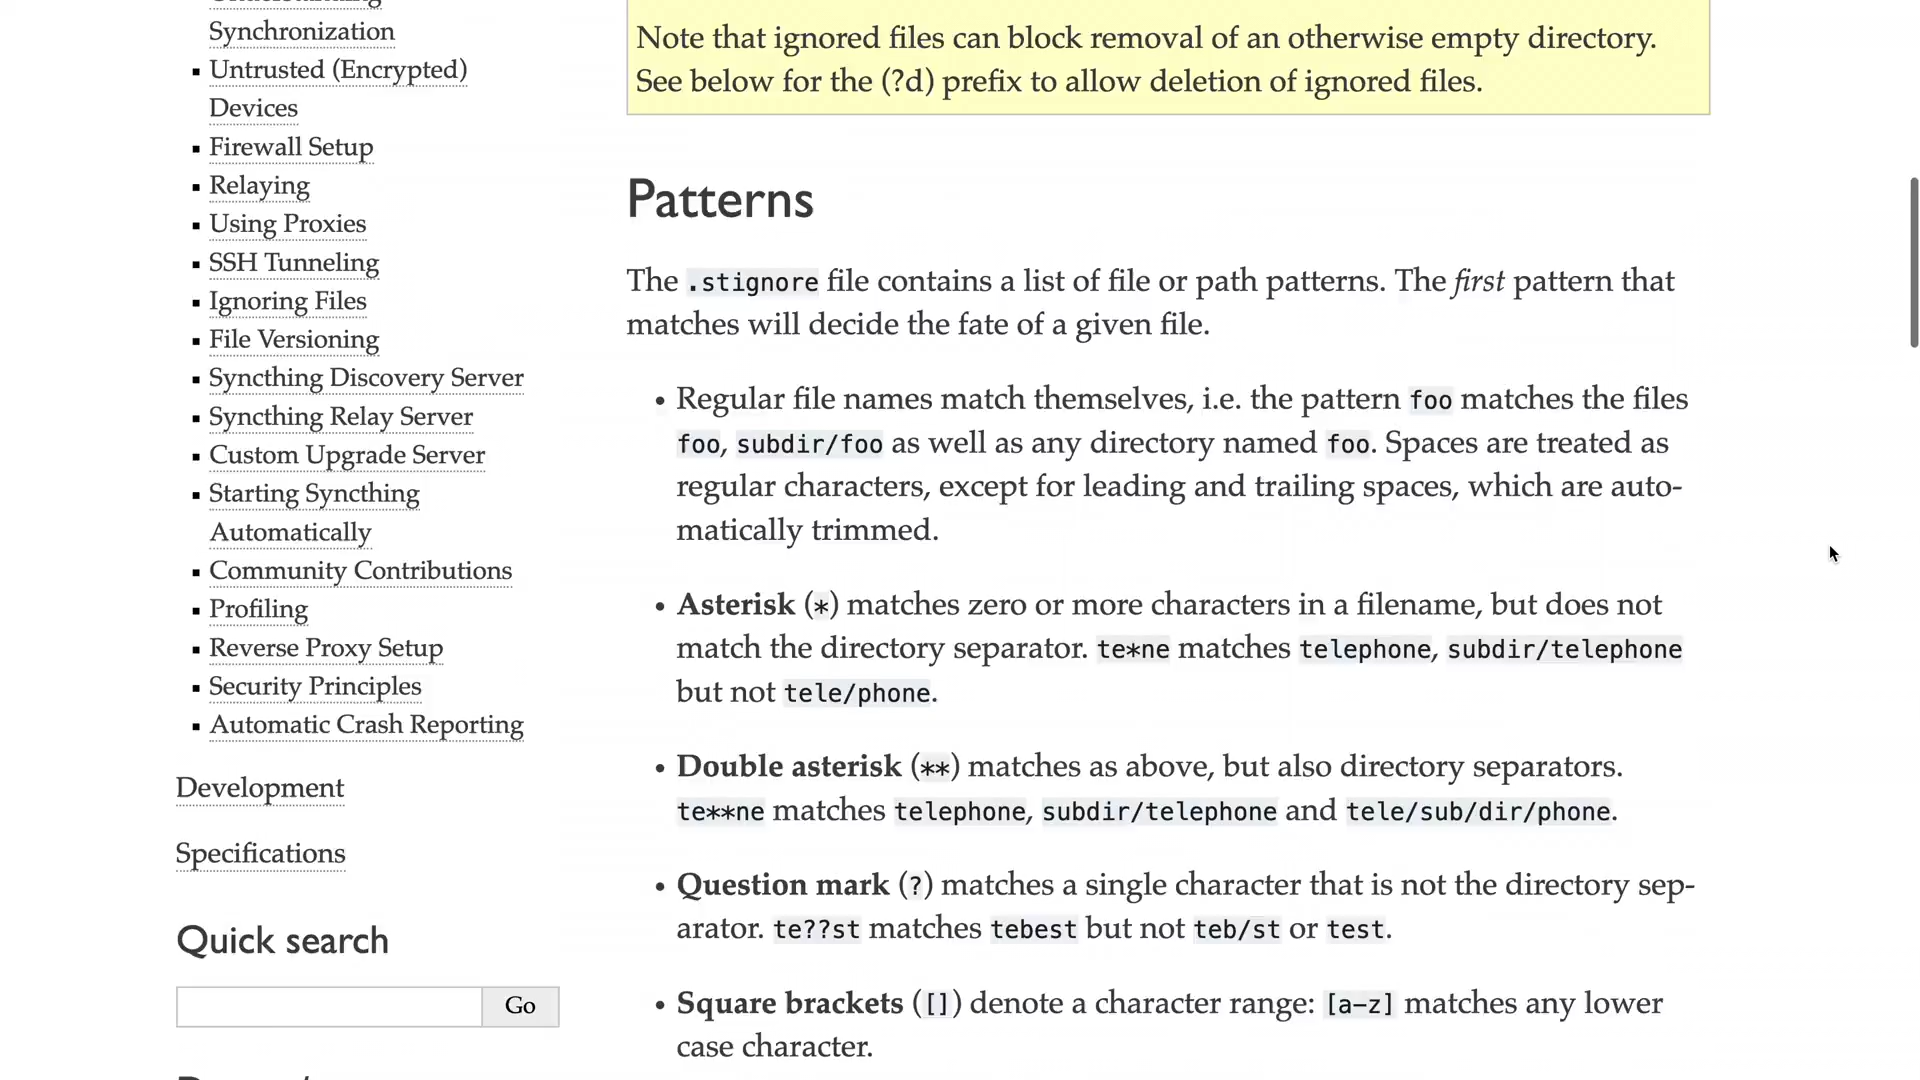 Synchronization
Untrusted (Encrypted)
Devices
Firewall Setup
Relaying
Using Proxies
SSH Tunneling
Ignoring Files
File Versioning
Syncthing Discovery Server
Syncthing Relay Server
Custom Upgrade Server
Starting Syncthing
Automatically
Community Contributions
Profiling
Reverse Proxy Setup
Security Principles
Automatic Crash Reporting
Development
Specifications
Quick search
Go
Note that ignored files can block removal of an otherwise empty directory.
See below for the (?d) prefix to allow deletion of ignored files.
Patterns
The .stignore file contains a list of file or path patterns. The first pattern that
matches will decide the fate of a given file.
• Regular file names match themselves, i.e. the pattern foo matches the files
foo, subdir/foo as well as any directory named foo. Spaces are treated as
regular characters, except for leading and trailing spaces, which are auto-
matically trimmed.
• Asterisk (*) matches zero or more characters in a filename, but does not
match the directory separator. te*ne matches telephone, subdir/telephone
but not tele/phone.
• Double asterisk (**) matches as above, but also directory separators.
te**ne matches telephone, subdir/telephone and tele/sub/dir/phone.
• Question mark (?) matches a single character that is not the directory sep-
arator. te??st matches tebest but not teb/st or test.
• Square brackets ([]) denote a character range: [a-z] matches any lower
case character.